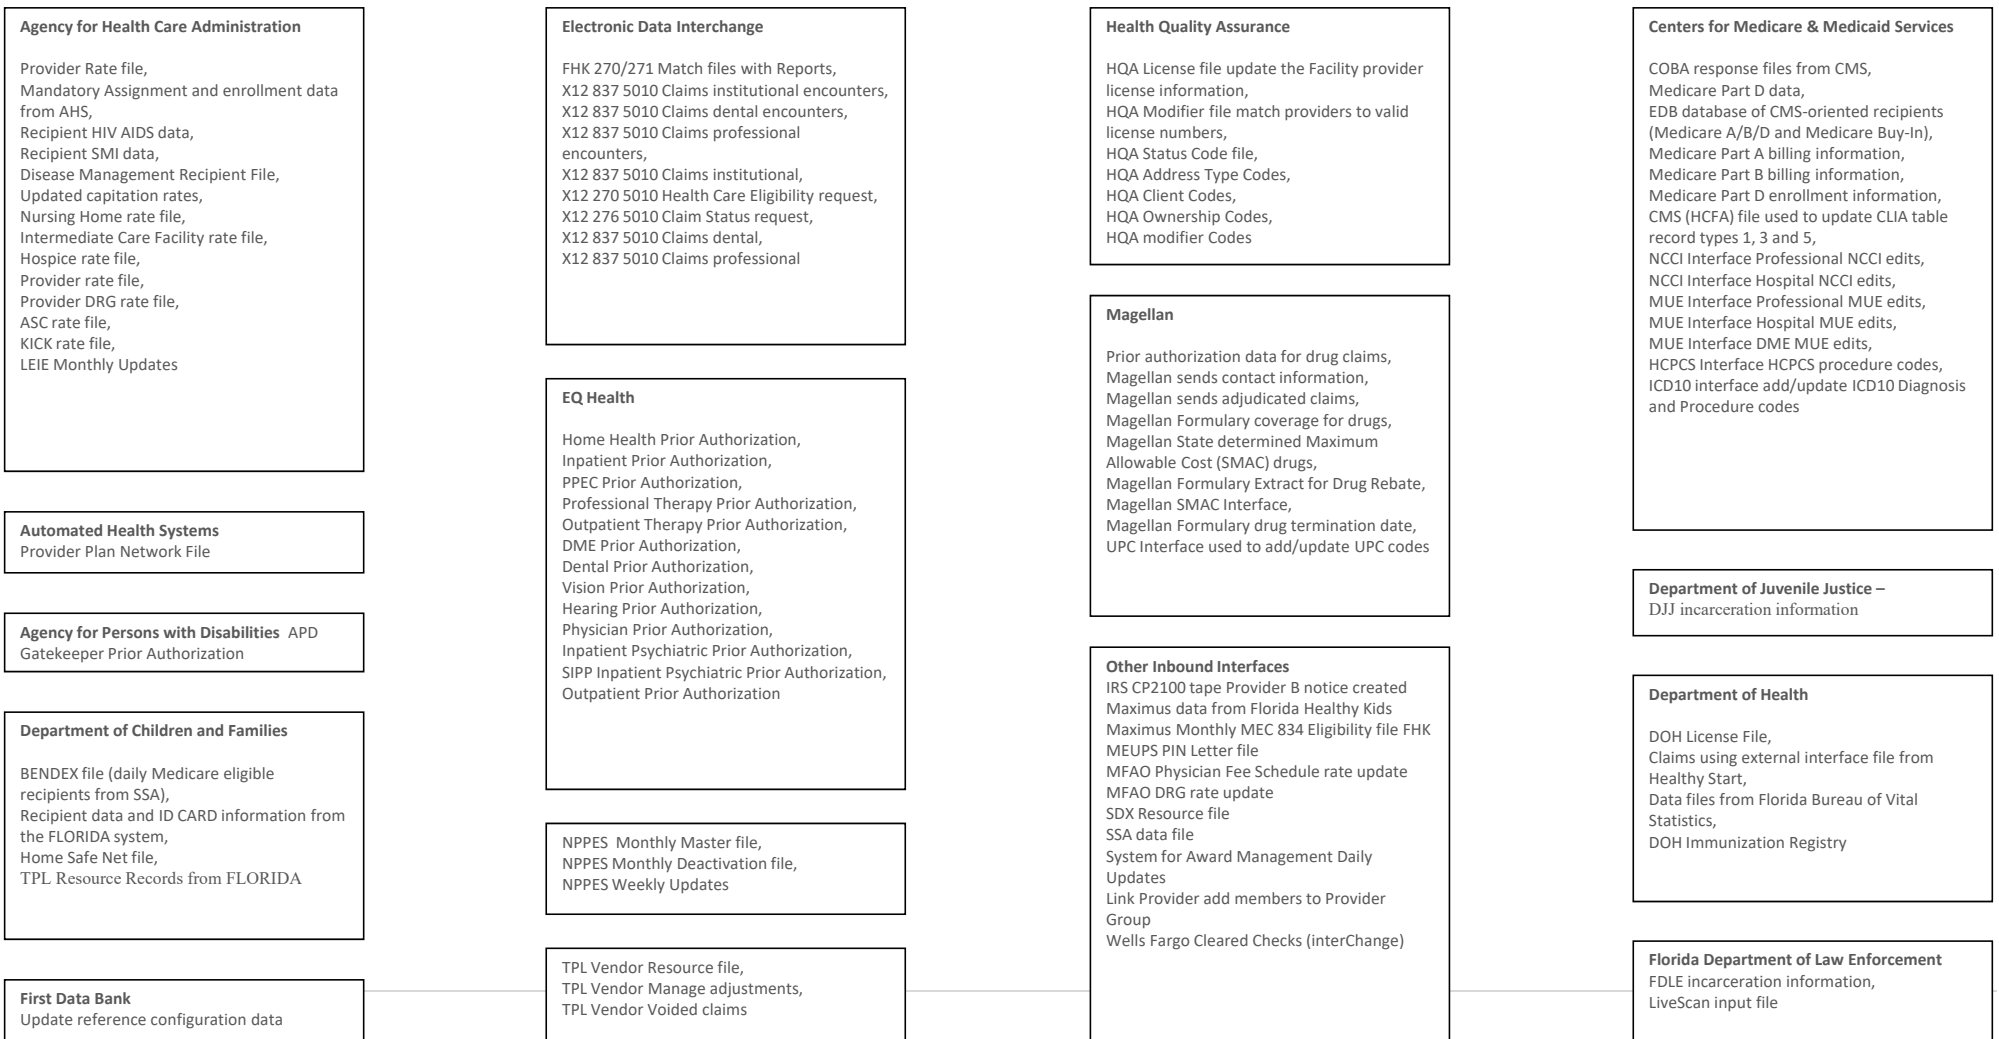 Agency for Health Care Administration
Provider Rate file,
Mandatory Assignment and enrollment data
from AHS,
Recipient HIV AIDS data,
Recipient SMI data,
Disease Management Recipient File,
Updated capitation rates,
Nursing Home rate file,
Intermediate Care Facility rate file,
Hospice rate file,
Provider rate file,
Provider DRG rate file,
ASC rate file,
KICK rate file,
LEIE Monthly Updates
Automated Health Systems
Provider Plan Network File
Agency for Persons with Disabilities APD
Gatekeeper Prior Authorization
Department of Children and Families
BENDEX file (daily Medicare eligible
recipients from SSA),
Recipient data and ID CARD information from
the FLORIDA system,
Home Safe Net file,
TPL Resource Records from FLORIDA
First Data Bank
Update reference configuration data
Electronic Data Interchange
FHK 270/271 Match files with Reports,
X12 837 5010 Claims institutional encounters,
X12 837 5010 Claims dental encounters,
X12 837 5010 Claims professional
encounters,
X12 837 5010 Claims institutional,
X12 270 5010 Health Care Eligibility request,
X12 276 5010 Claim Status request,
X12 837 5010 Claims dental,
X12 837 5010 Claims professional
EQ Health
Home Health Prior Authorization,
Inpatient Prior Authorization,
PPEC Prior Authorization,
Professional Therapy Prior Authorization,
Outpatient Therapy Prior Authorization,
DME Prior Authorization,
Dental Prior Authorization,
Vision Prior Authorization,
Hearing Prior Authorization,
Physician Prior Authorization,
Inpatient Psychiatric Prior Authorization,
SIPP Inpatient Psychiatric Prior Authorization,
Outpatient Prior Authorization
NPPES Monthly Master file,
NPPES Monthly Deactivation file,
NPPES Weekly Updates
TPL Vendor Resource file,
TPL Vendor Manage adjustments,
TPL Vendor Voided claims
Health Quality Assurance
HQA License file update the Facility provider
license information,
HQA Modifier file match providers to valid
license numbers,
HQA Status Code file,
HQA Address Type Codes,
HQA Client Codes,
HQA Ownership Codes,
HQA modifier Codes
Magellan
Prior authorization data for drug claims,
Magellan sends contact information,
Magellan sends adjudicated claims,
Magellan Formulary coverage for drugs,
Magellan State determined Maximum
Allowable Cost (SMAC) drugs,
Magellan Formulary Extract for Drug Rebate,
Magellan SMAC Interface,
Magellan Formulary drug termination date,
UPC Interface used to add/update UPC codes
Other Inbound Interfaces
IRS CP2100 tape Provider B notice created
Maximus data from Florida Healthy Kids
Maximus Monthly MEC 834 Eligibility file FHK
MEUPS PIN Letter file
MFAO Physician Fee Schedule rate update
MFAO DRG rate update
SDX Resource file
SSA data file
System for Award Management Daily
Updates
Link Provider add members to Provider
Group
Wells Fargo Cleared Checks (interChange)
Centers for Medicare & Medicaid Services
COBA response files from CMS,
Medicare Part D data,
EDB database of CMS-oriented recipients
(Medicare A/B/D and Medicare Buy-In),
Medicare Part A billing information,
Medicare Part B billing information,
Medicare Part D enrollment information,
CMS (HCFA) file used to update CLIA table
record types 1, 3 and 5,
NCCI Interface Professional NCCI edits,
NCCI Interface Hospital NCCI edits,
MUE Interface Professional MUE edits,
MUE Interface Hospital MUE edits,
MUE Interface DME MUE edits,
HCPCS Interface HCPCS procedure codes,
ICD10 interface add/update ICD10 Diagnosis
and Procedure codes
Department of Juvenile Justice –
DJJ incarceration information
Department of Health
DOH License File,
Claims using external interface file from
Healthy Start,
Data files from Florida Bureau of Vital
Statistics,
DOH Immunization Registry
Florida Department of Law Enforcement
FDLE incarceration information,
LiveScan input file